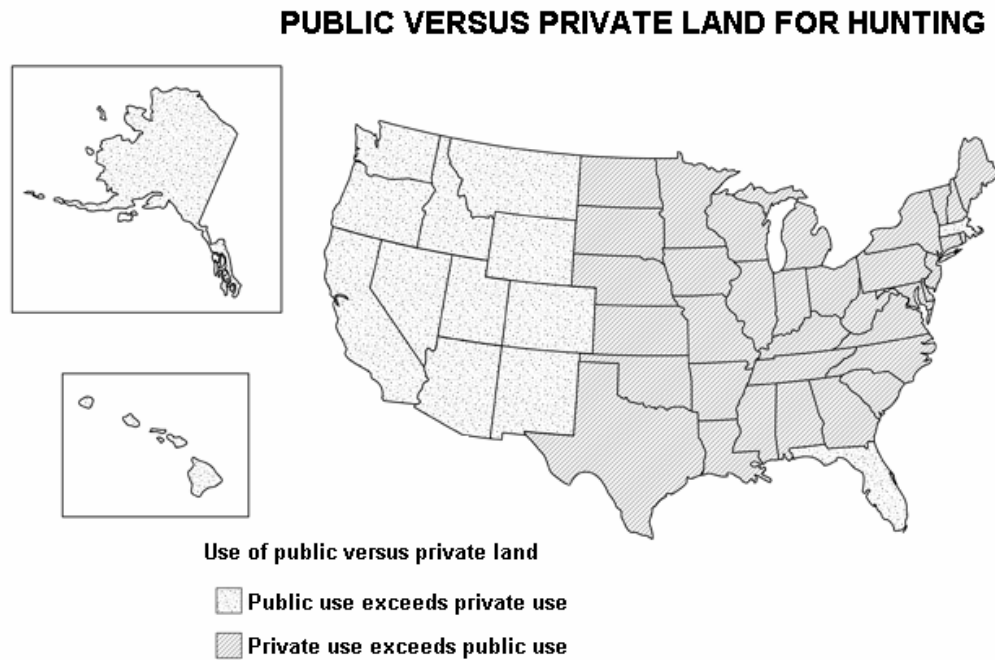 PUBLIC VERSUS PRIVATE LAND FOR HUNTING
Use of public versus private land
Public use exceeds private use
Private use exceeds public use